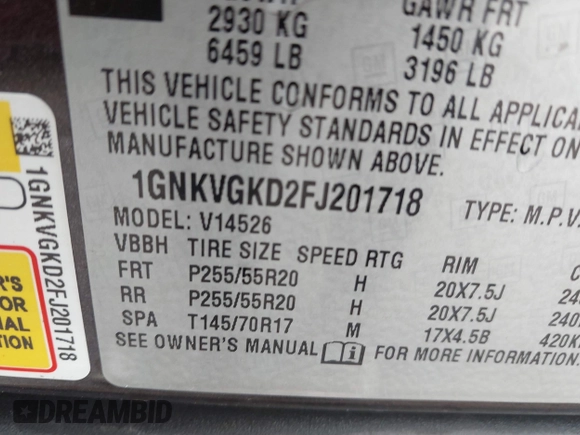 GAWR FRT
2930 KG
1450 KG
6459 LB
3196 LB
THIS VEHICLE CONFORMS TO ALL
VEHICLE SAFETY STANDARDS IN EFFECT ON
MANUFACTURE SHOWN ABOVE.
1GNKVGKD2FJ201718
MODEL: V14526
TYPE: M.P.V.
VBBH TIRE SIZE SPEED RTG RIM
FRT P255/55R20 H 20X7.5J
RR P255/55R20 H 20X7.5J 240
SPA T145/70R17 M 17X4.5B 420K
SEE OWNER'S MANUAL i FOR MORE INFORMATION.
1GNKVGKD2FJ201718
GM
DREAMBID